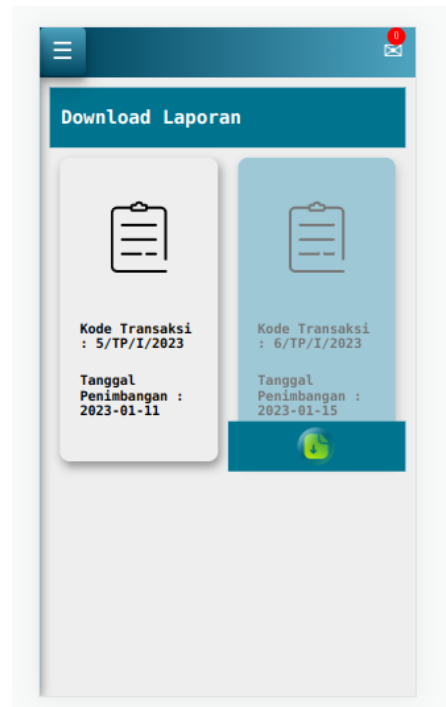 0
Download Laporan
Kode Transaksi
: 5/TP/I/2023
Tanggal
Penimbangan :
2023-01-11
Kode Transaksi
: 6/TP/I/2023
Tanggal
Penimbangan :
2023-01-15